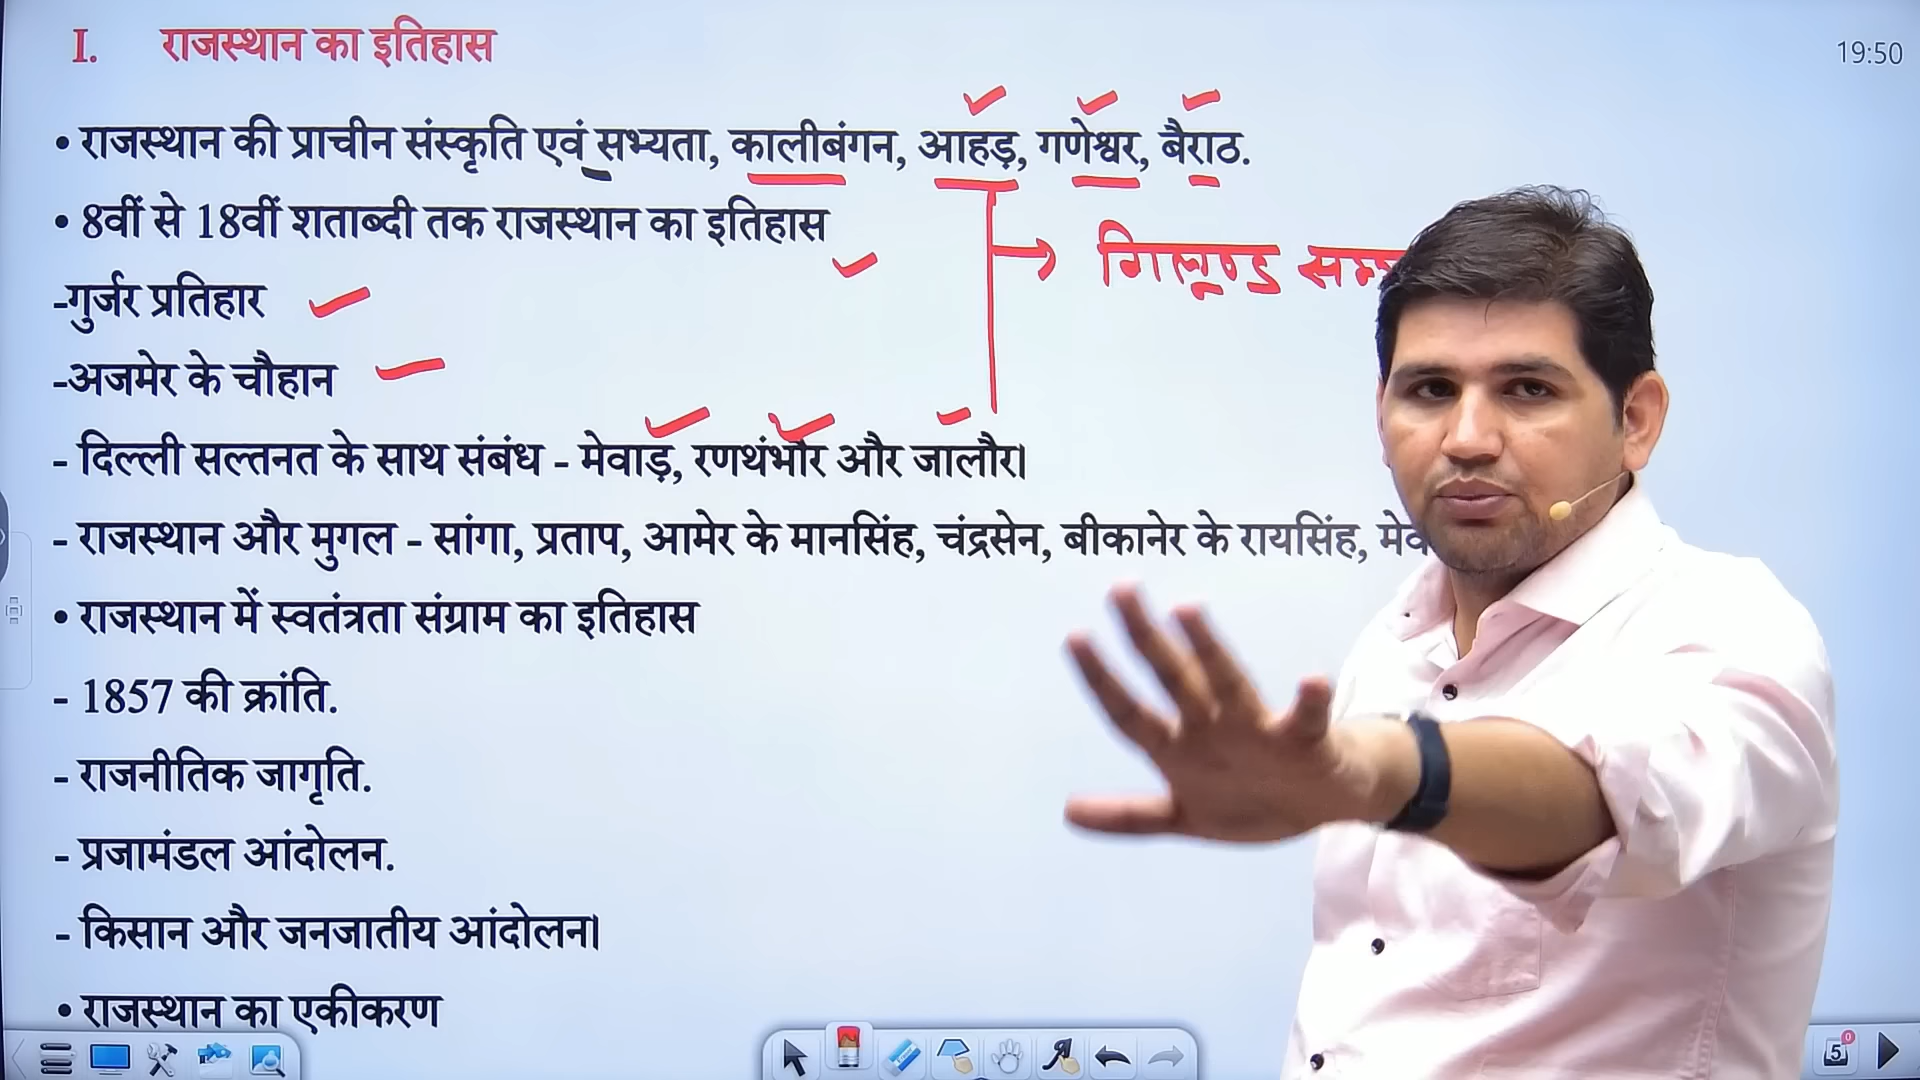 I. राजस्थान का इतिहास
19:50
• राजस्थान की प्राचीन संस्कृति एवं सभ्यता, कालीबंगन, आहड़, गणेश्वर, बैराठ.
• 8वीं से 18वीं शताब्दी तक राजस्थान का इतिहास
गिलूण्ड
-गुर्जर प्रतिहार
-अजमेर के चौहान
- दिल्ली सल्तनत के साथ संबंध - मेवाड़, रणथंभौर और जालौर।
- राजस्थान और मुगल - सांगा, प्रताप, आमेर के मानसिंह, चंद्रसेन, बीकानेर के रायसिंह,
• राजस्थान में स्वतंत्रता संग्राम का इतिहास
- 1857 की क्रांति.
- राजनीतिक जागृति.
- प्रजामंडल आंदोलन.
- किसान और जनजातीय आंदोलन।
• राजस्थान का एकीकरण